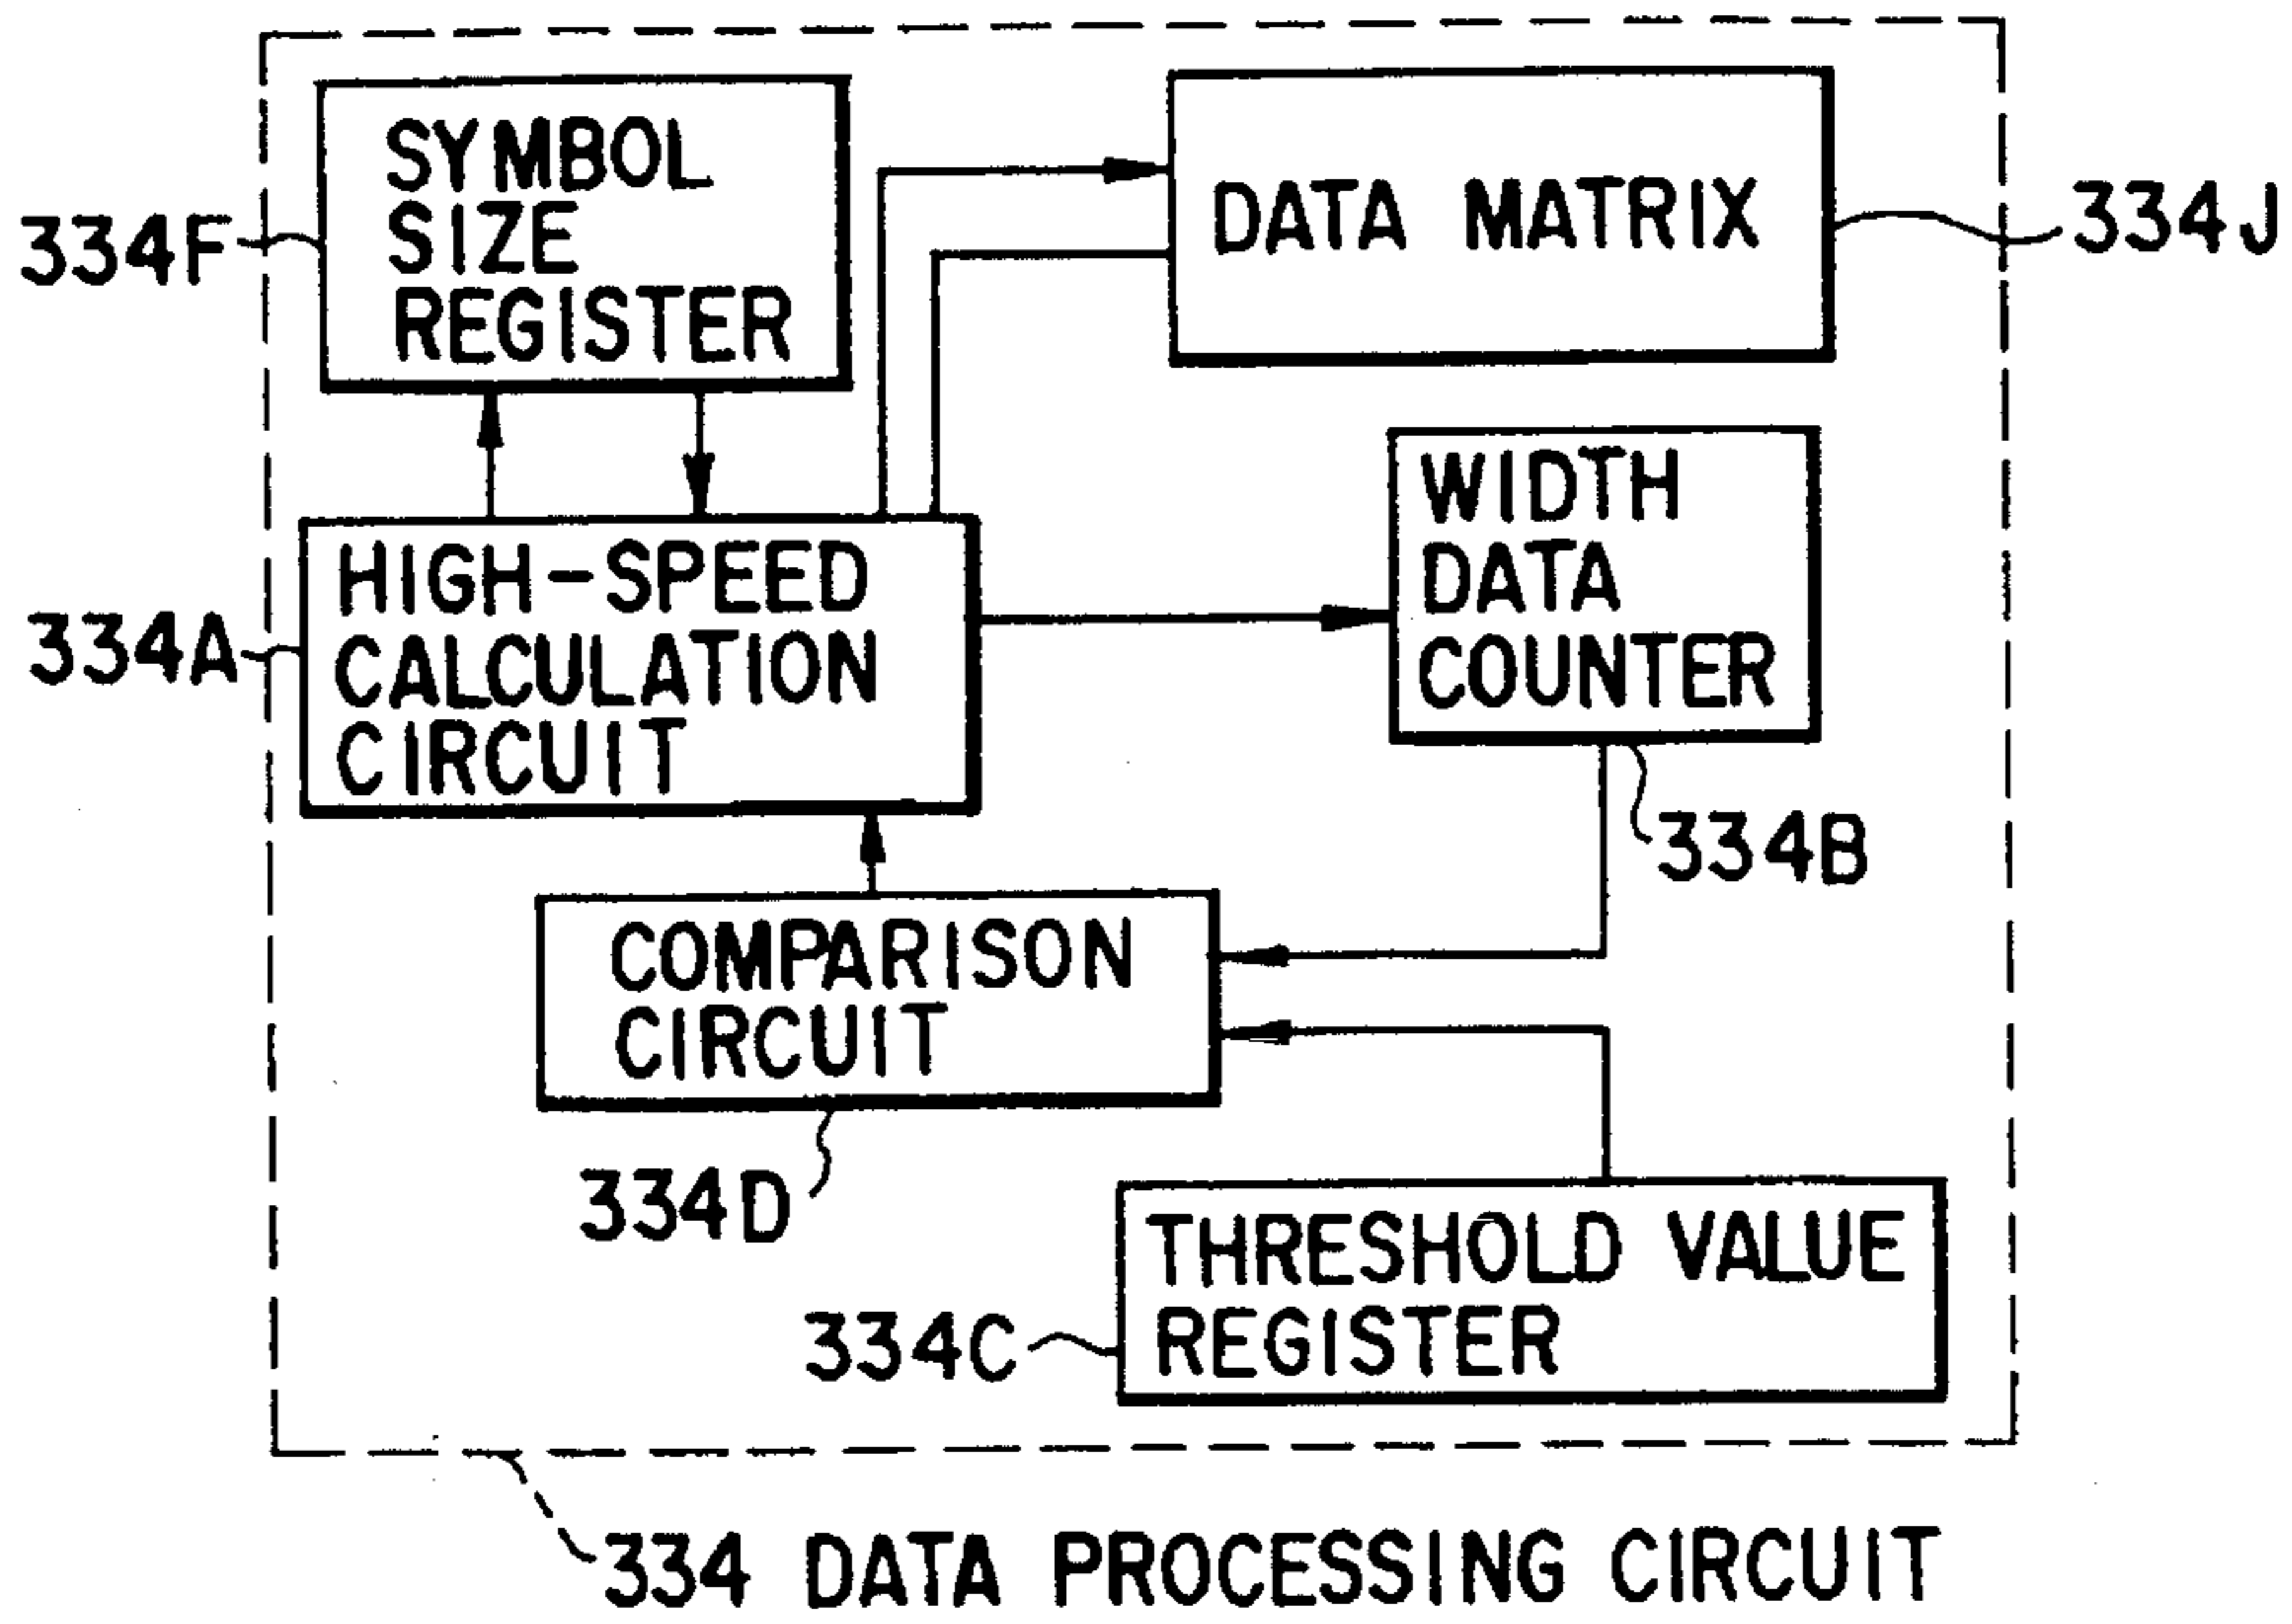 SYMBOL
SIZE
REGISTER
334F
DATA MATRIX
334J
HIGH-SPEED
CALCULATION
CIRCUIT
334A
WIDTH
DATA
COUNTER
334B
COMPARISON
CIRCUIT
334D
THRESHOLD VALUE
REGISTER
334C
334 DATA PROCESSING CIRCUIT